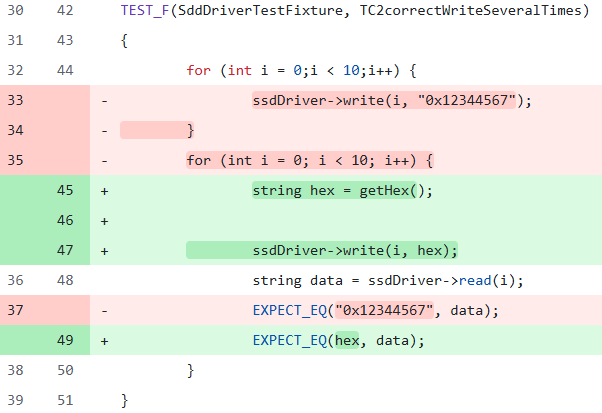 30 42 TEST_F(SddDriverTestFixture, TC2correctWriteSeveralTimes)
31 43 {
32 44 for (int i = 0;i < 10;i++) {
33 - ssdDriver->write(i, "0x12344567");
34 - }
35 - for (int i = 0; i < 10; i++) {
45 + string hex = getHex();
46 +
47 + ssdDriver->write(i, hex);
36 48 string data = ssdDriver->read(i);
37 - EXPECT_EQ("0x12344567", data);
49 + EXPECT_EQ(hex, data);
38 50 }
39 51 }